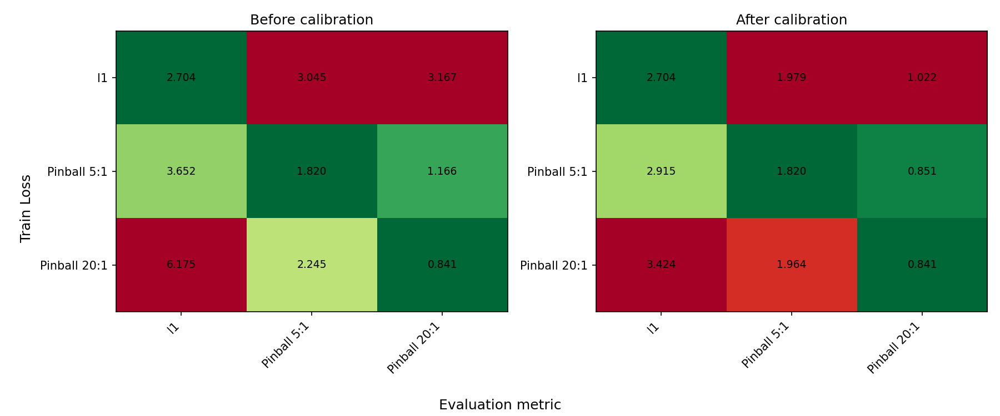 Before calibration
After calibration
l1
2.704
3.045
3.167
Pinball 5:1
3.652
1.820
1.166
Pinball 20:1
6.175
2.245
0.841
l1
Pinball 5:1
Pinball 20:1
l1
2.704
1.979
1.022
Pinball 5:1
2.915
1.820
0.851
Pinball 20:1
3.424
1.964
0.841
l1
Pinball 5:1
Pinball 20:1
Train Loss
Evaluation metric